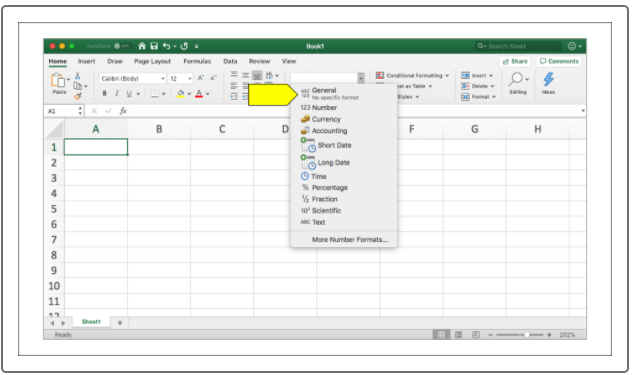 AutoSave OFF
Book1
Search Sheet
Home Insert Draw Page Layout Formulas Data Review View
Share Comments
Paste
Calibri (Body) 12 A^ A˅
B I U A
Conditional Formatting
at as Table
Styles
Insert
Delete
Format
Editing
Ideas
A1 fx
A B C D F G H
1
2
3
4
5
6
7
8
9
10
11
12
ABC 123 General
No specific format
123 Number
Currency
Accounting
Short Date
Long Date
Time
% Percentage
½ Fraction
10² Scientific
ABC Text
More Number Formats...
Sheet1 +
Ready
- + 202%